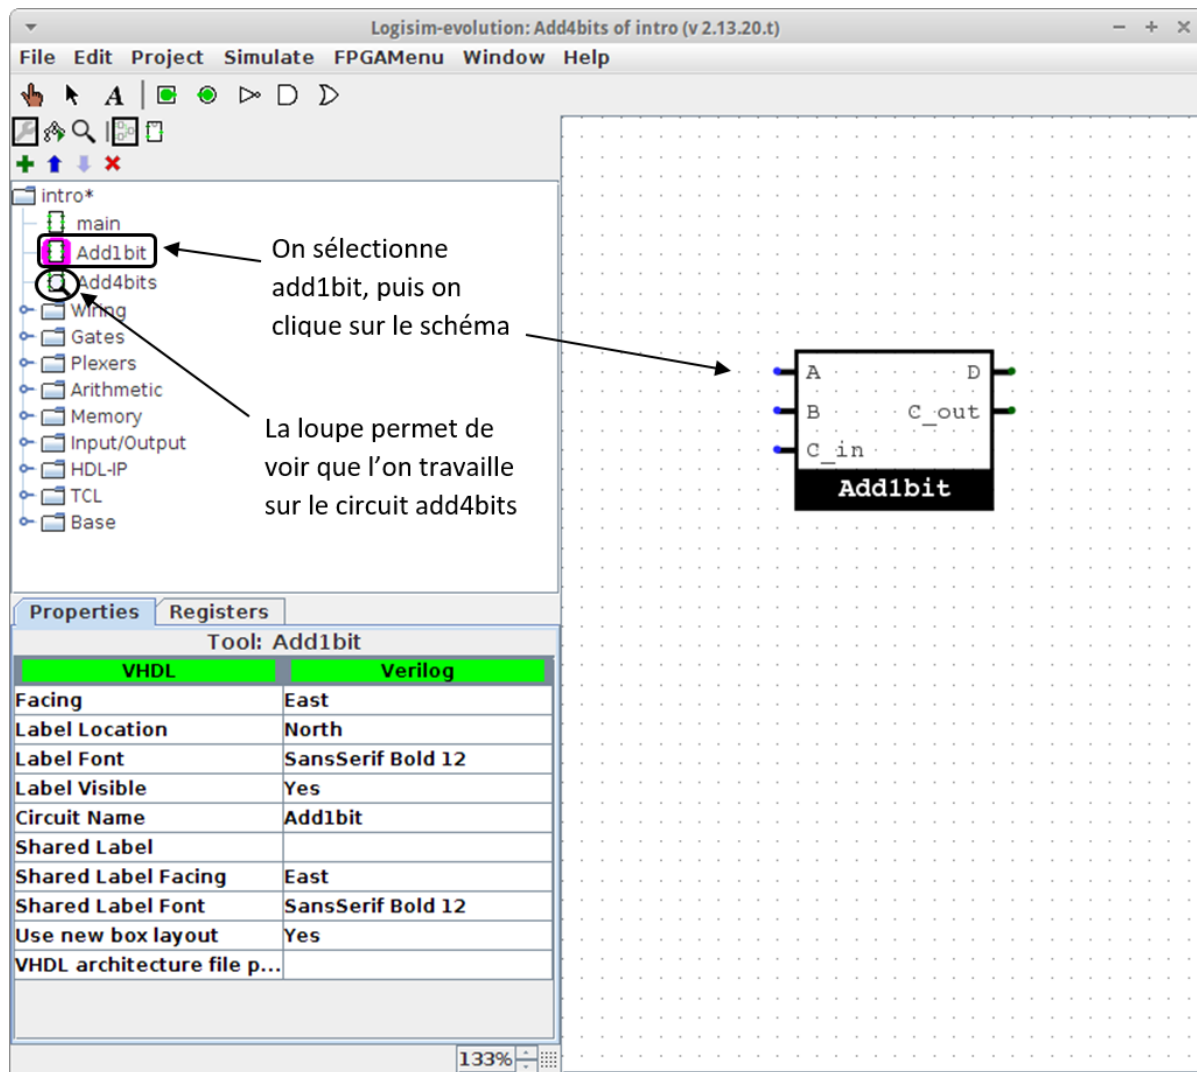 Logisim-evolution: Add4bits of intro (v 2.13.20.t)
File Edit Project Simulate FPGAMenu Window Help
A
intro*
main
Add1bit
Add4bits
Wiring
Gates
Plexers
Arithmetic
Memory
Input/Output
HDL-IP
TCL
Base
On sélectionne
add1bit, puis on
clique sur le schéma
La loupe permet de
voir que l’on travaille
sur le circuit add4bits
A D
B C_out
C_in
Add1bit
Properties Registers
Tool: Add1bit
VHDL Verilog
Facing East
Label Location North
Label Font SansSerif Bold 12
Label Visible Yes
Circuit Name Add1bit
Shared Label
Shared Label Facing East
Shared Label Font SansSerif Bold 12
Use new box layout Yes
VHDL architecture file p...
133%